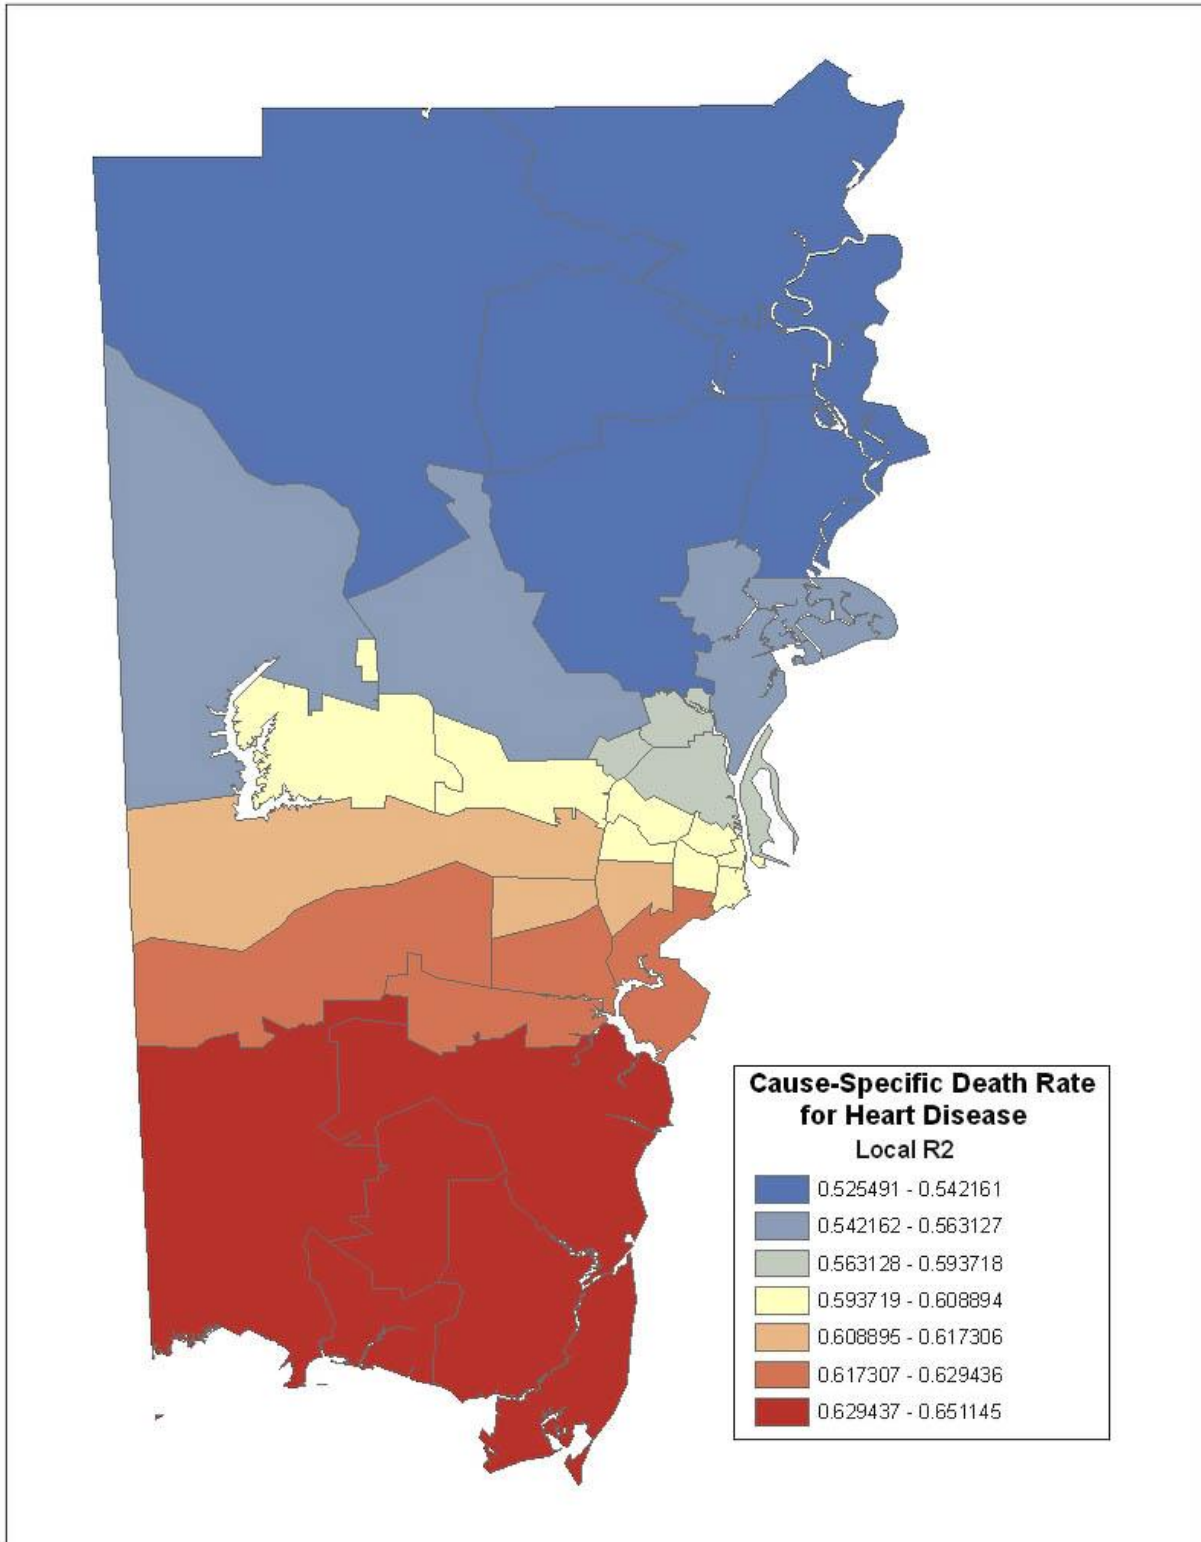 Cause-Specific Death Rate
for Heart Disease
Local R2
0.525491 - 0.542161
0.542162 - 0.563127
0.563128 - 0.593718
0.593719 - 0.608894
0.608895 - 0.617306
0.617307 - 0.629436
0.629437 - 0.651145